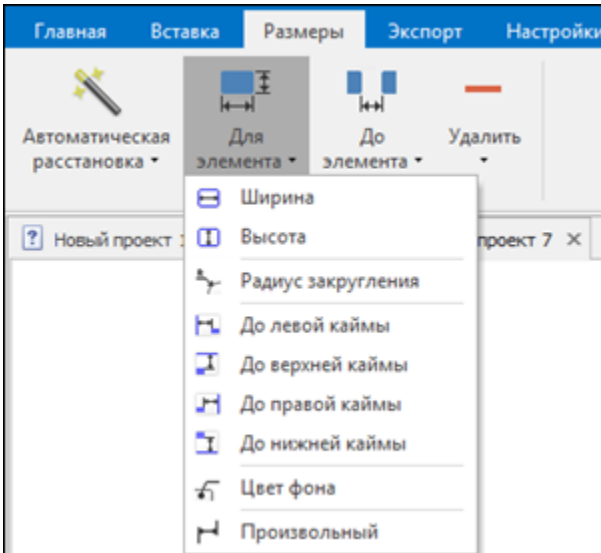 Главная Вставка Размеры Экспорт Настройки
Автоматическая расстановка
Для элемента
До элемента
Удалить
? Новый проект проект 7
Ширина
Высота
Радиус закругления
До левой каймы
До верхней каймы
До правой каймы
До нижней каймы
Цвет фона
Произвольный